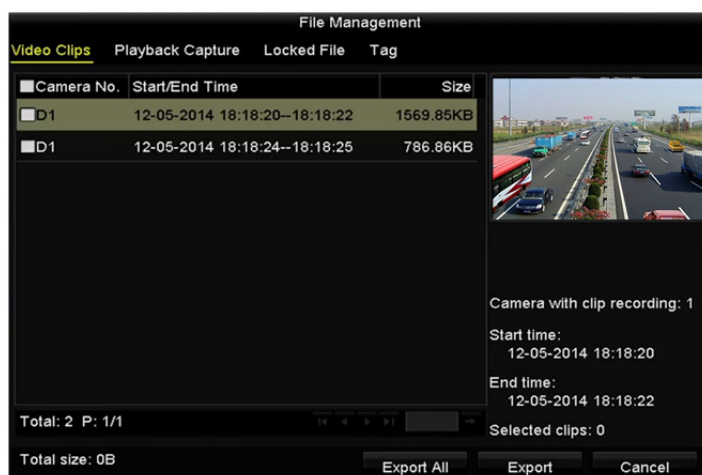 File Management
Video Clips Playback Capture Locked File Tag
Camera No. Start/End Time Size
D1 12-05-2014 18:18:20--18:18:22 1569.85KB
D1 12-05-2014 18:18:24--18:18:25 786.86KB
Camera with clip recording: 1
Start time:
12-05-2014 18:18:20
End time:
12-05-2014 18:18:22
Selected clips: 0
Total: 2 P: 1/1
Total size: 0B
Export All Export Cancel